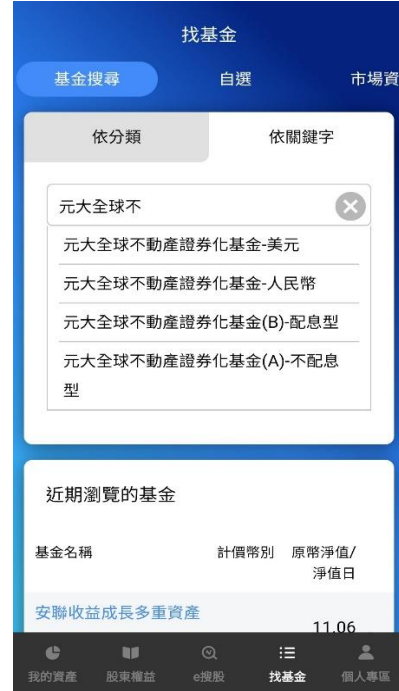 找基金
基金搜尋 自選 市場資
依分類 依關鍵字
元大全球不
元大全球不動產證券化基金-美元
元大全球不動產證券化基金-人民幣
元大全球不動產證券化基金(B)-配息型
元大全球不動產證券化基金(A)-不配息
型
近期瀏覽的基金
基金名稱 計價幣別 原幣淨值/
淨值日
安聯收益成長多重資產
11.06
我的資產 股東權益 e搜股 找基金 個人專區